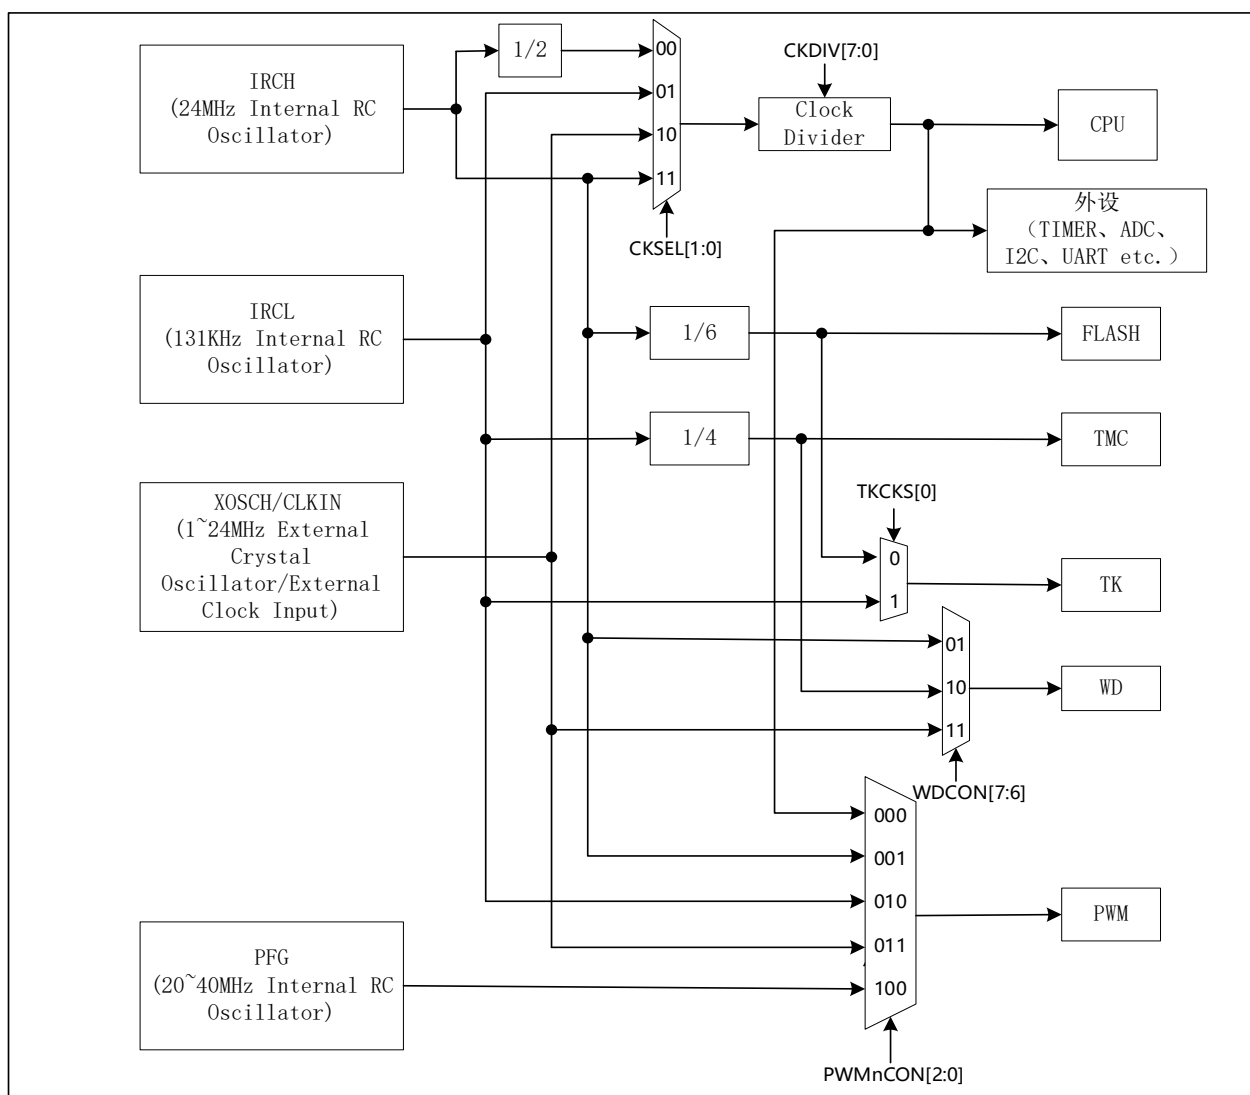 IRCH
(24MHz Internal RC
Oscillator)
1/2
00
01
10
11
CKSEL[1:0]
CKDIV[7:0]
Clock
Divider
CPU
外设
（TIMER、ADC、
I2C、UART etc.）
IRCL
(131KHz Internal RC
Oscillator)
1/6
FLASH
1/4
TMC
XOSCH/CLKIN
(1~24MHz External
Crystal
Oscillator/External
Clock Input)
TKCKS[0]
0
1
TK
01
10
11
WD
WDCON[7:6]
000
001
010
011
100
PWM
PFG
(20~40MHz Internal RC
Oscillator)
PWMnCON[2:0]